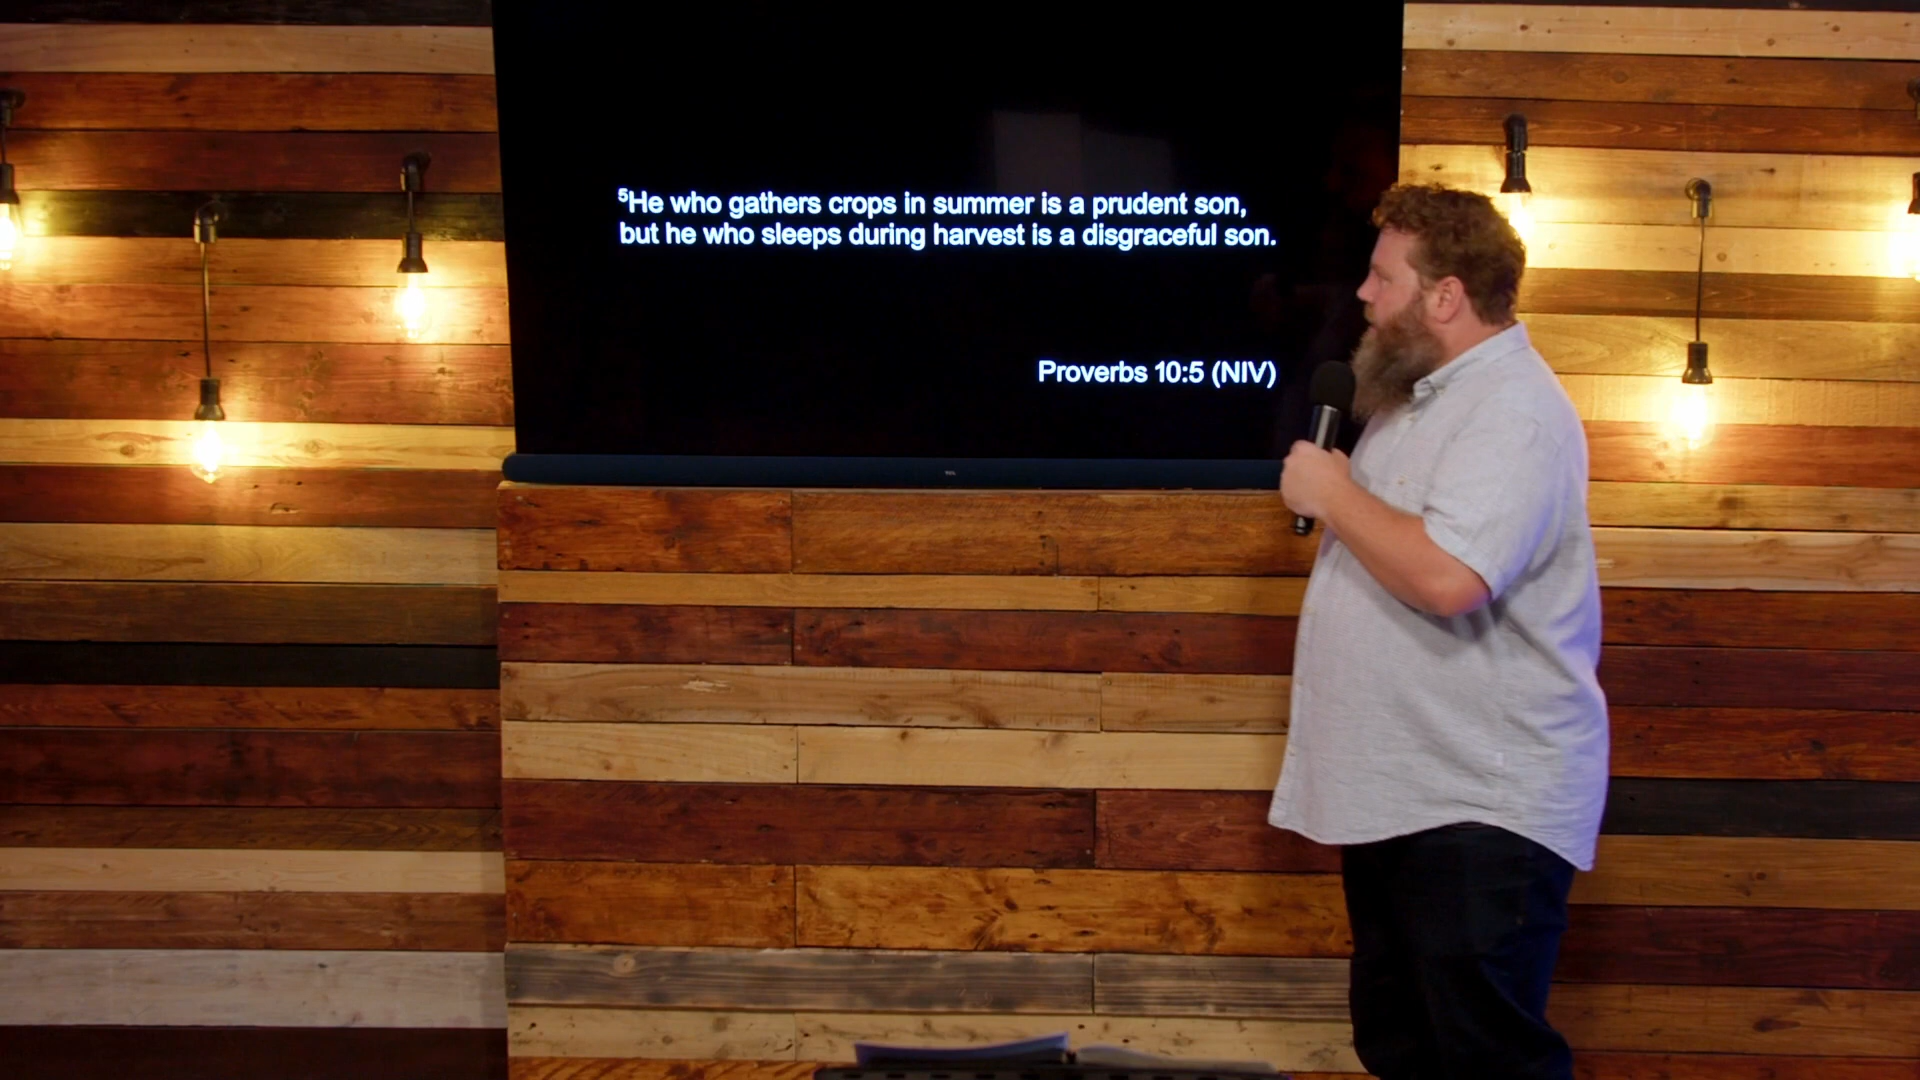 ⁵He who gathers crops in summer is a prudent son,
but he who sleeps during harvest is a disgraceful son.
Proverbs 10:5 (NIV)
TCL